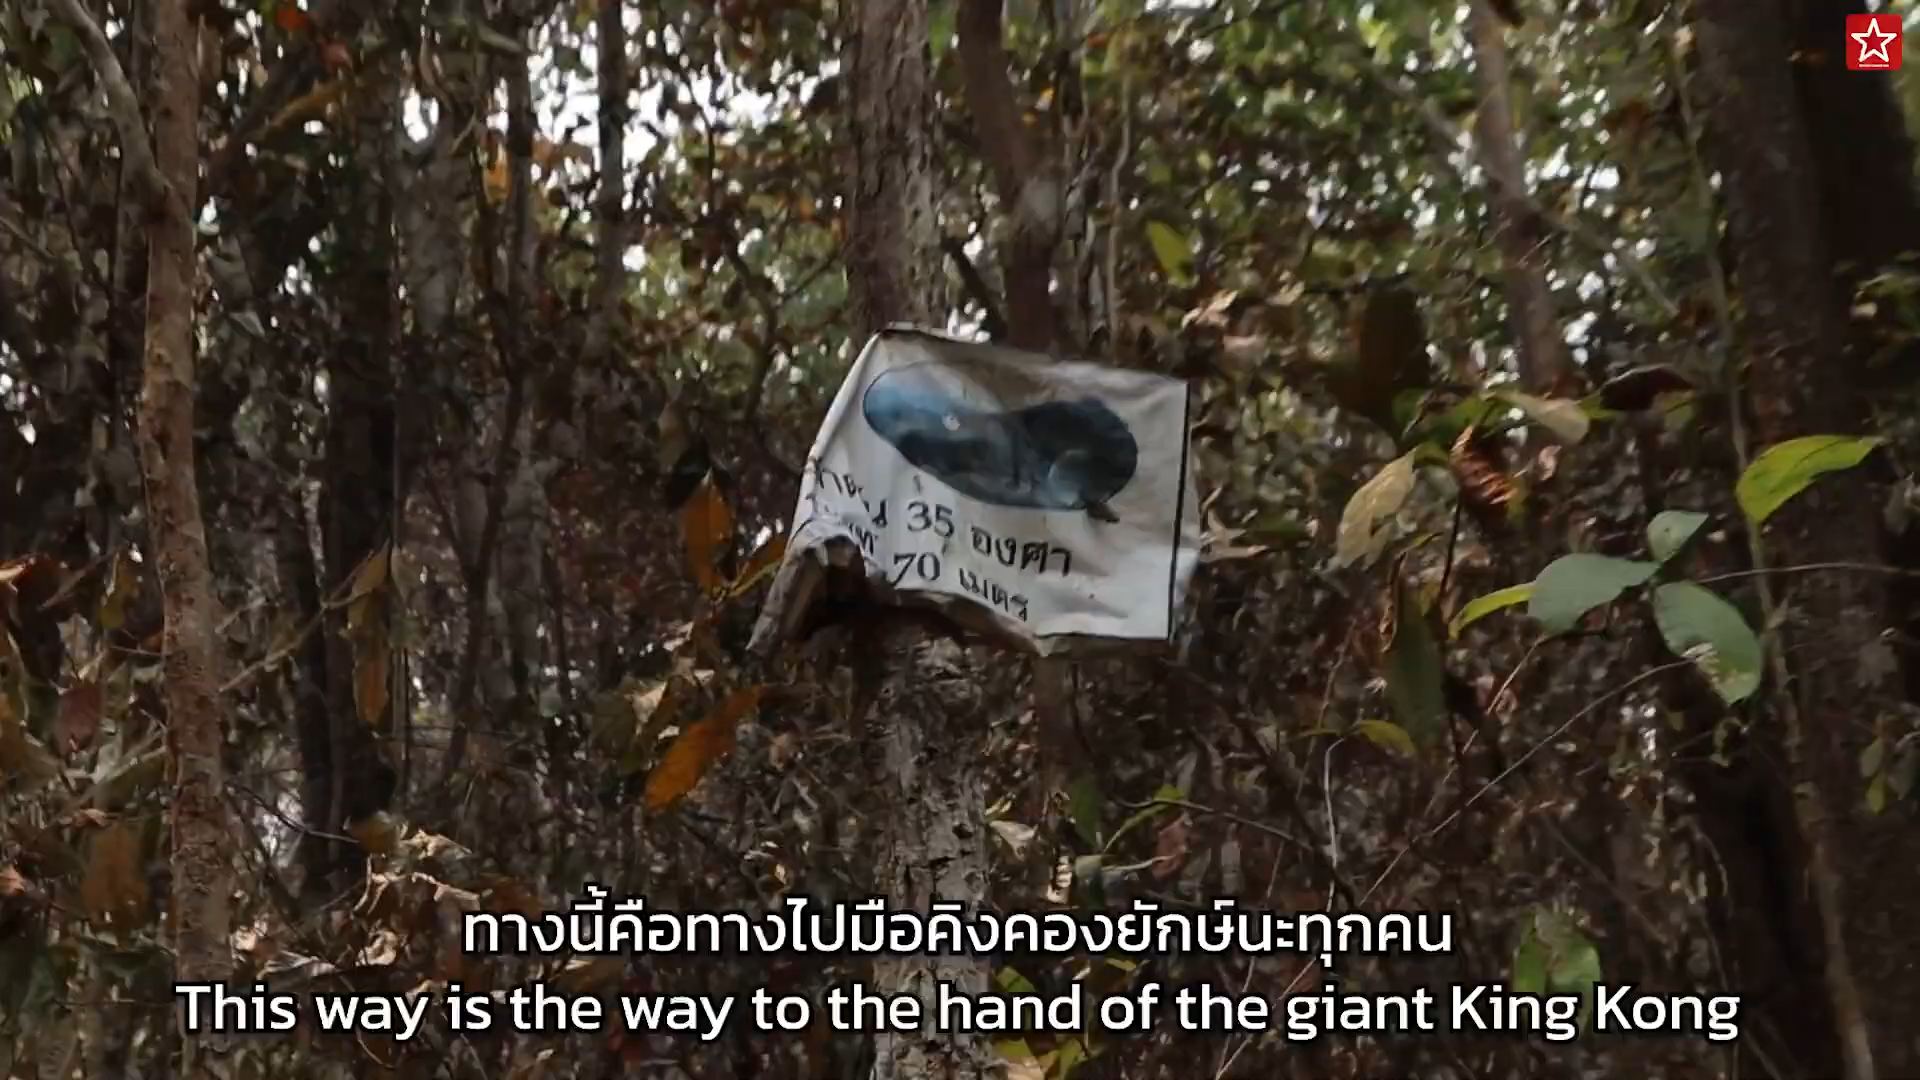 35 องศา
70 เมตร
ทางนี้คือทางไปมือคิงคองยักษ์นะทุกคน
This way is the way to the hand of the giant King Kong